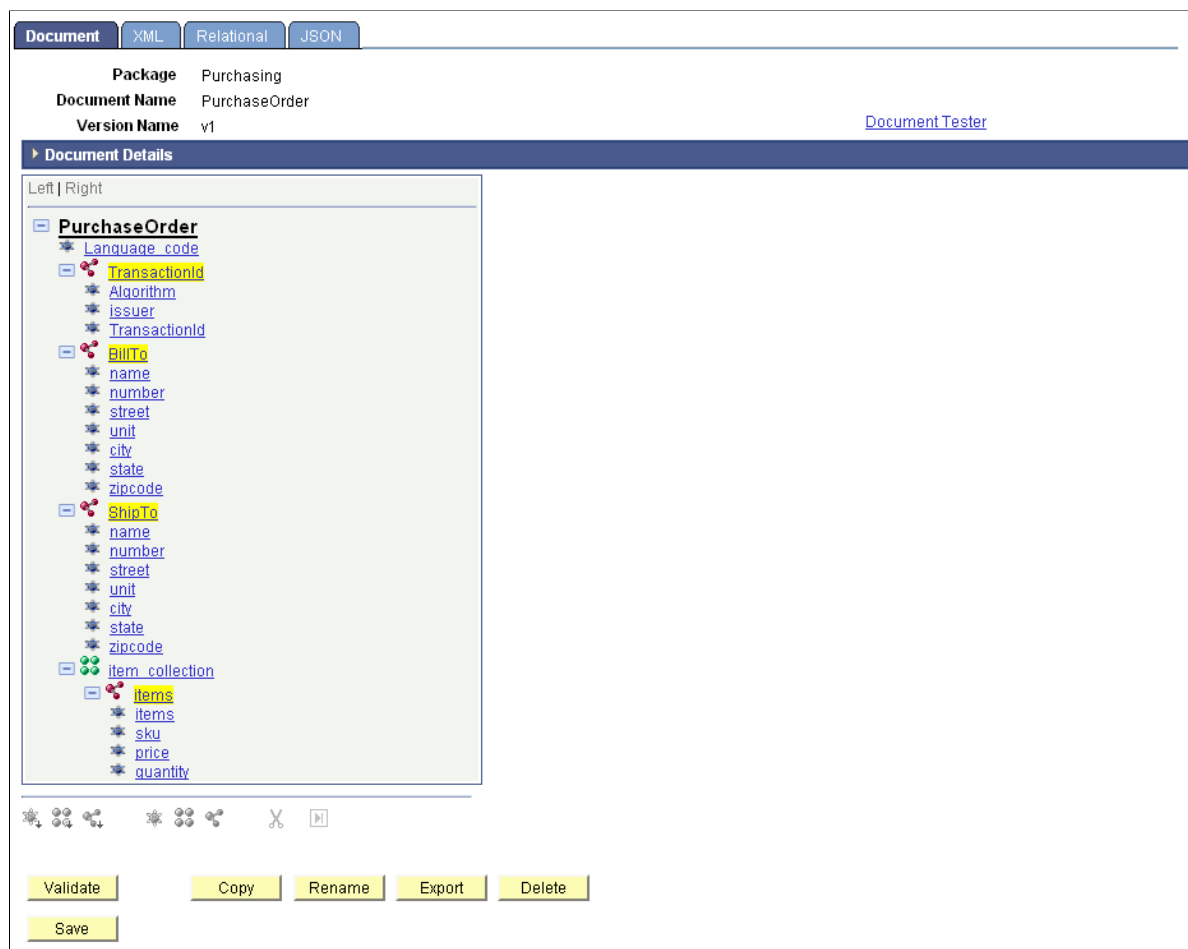 Document XML Relational JSON
Package Purchasing
Document Name PurchaseOrder
Version Name v1 Document Tester
Document Details
Left | Right
PurchaseOrder
Language_code
TransactionId
Algorithm
issuer
TransactionId
BillTo
name
number
street
unit
city
state
zipcode
ShipTo
name
number
street
unit
city
state
zipcode
item_collection
items
items
sku
price
quantity
Validate Copy Rename Export Delete
Save